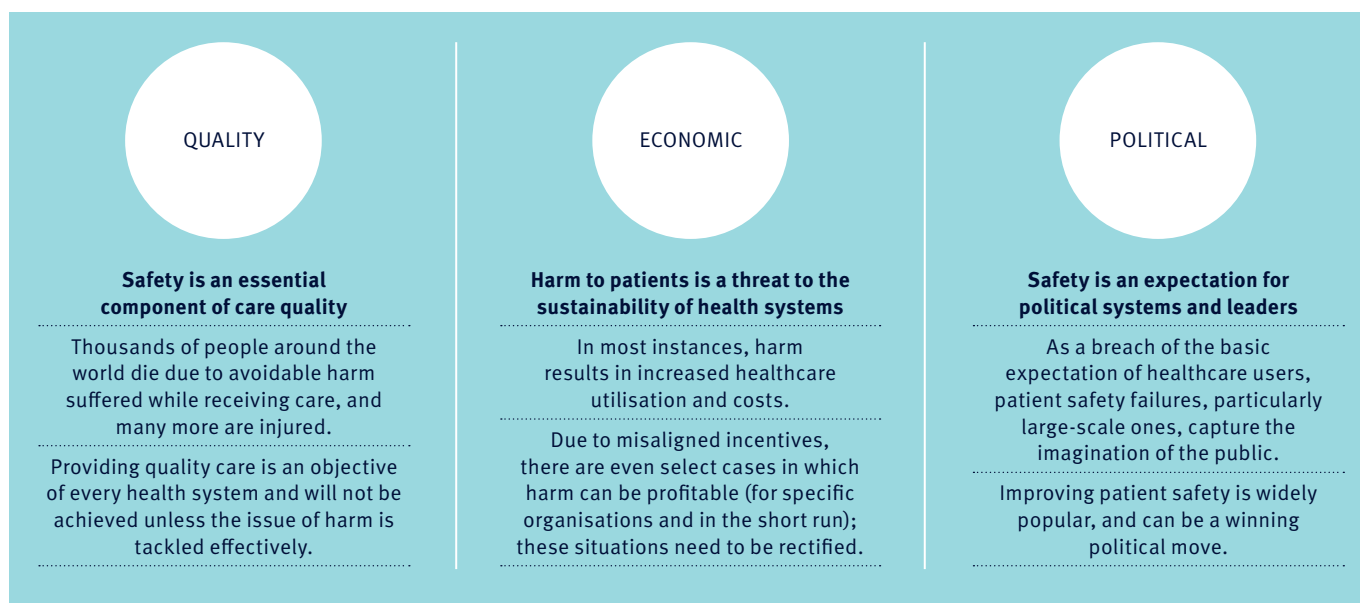 QUALITY
Safety is an essential
component of care quality
Thousands of people around the
world die due to avoidable harm
suffered while receiving care, and
many more are injured.
Providing quality care is an objective
of every health system and will not be
achieved unless the issue of harm is
tackled effectively.
ECONOMIC
Harm to patients is a threat to the
sustainability of health systems
In most instances, harm
results in increased healthcare
utilisation and costs.
Due to misaligned incentives,
there are even select cases in which
harm can be profitable (for specific
organisations and in the short run);
these situations need to be rectified.
POLITICAL
Safety is an expectation for
political systems and leaders
As a breach of the basic
expectation of healthcare users,
patient safety failures, particularly
large-scale ones, capture the
imagination of the public.
Improving patient safety is widely
popular, and can be a winning
political move.